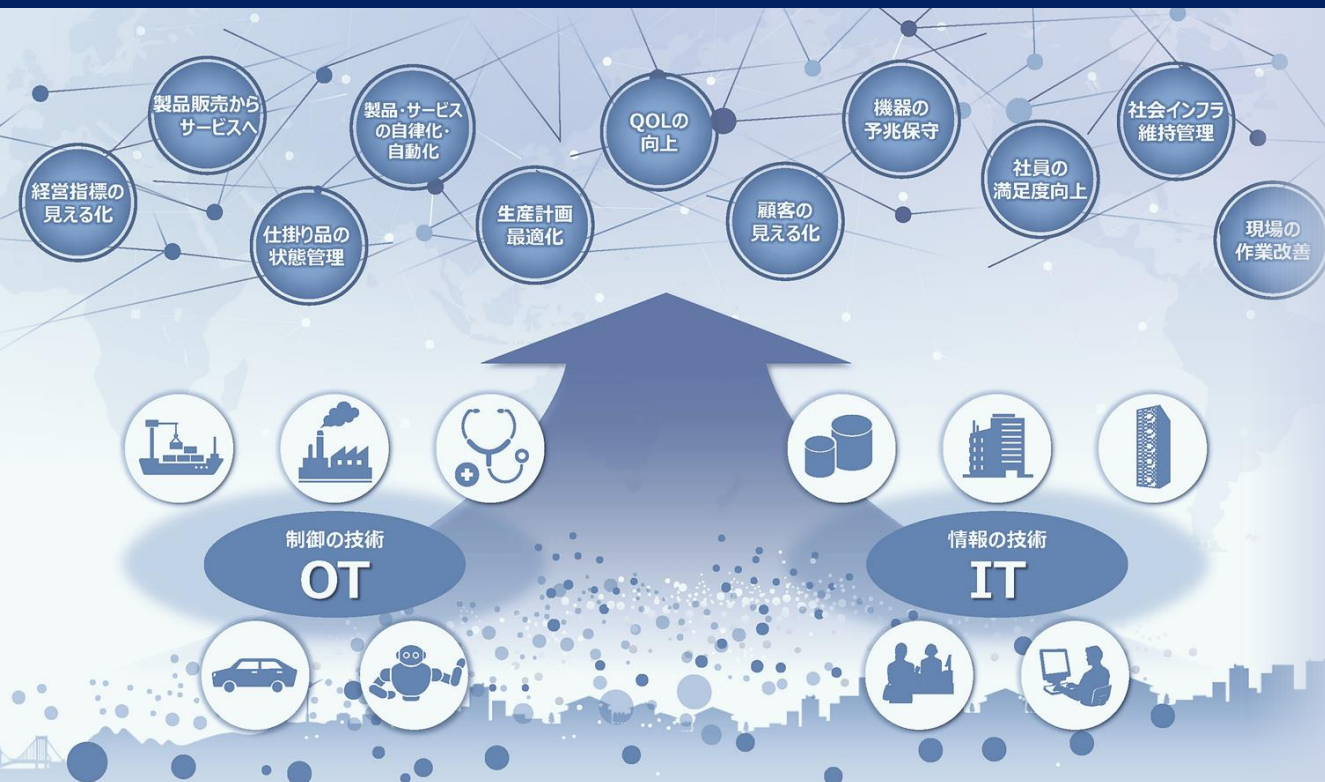 製品販売から
サービスへ
製品・サービス
の自律化・
自動化
QOLの
向上
機器の
予兆保守
社会インフラ
維持管理
経営指標の
見える化
仕掛り品の
状態管理
生産計画
最適化
顧客の
見える化
社員の
満足度向上
現場の
作業改善
制御の技術
OT
情報の技術
IT